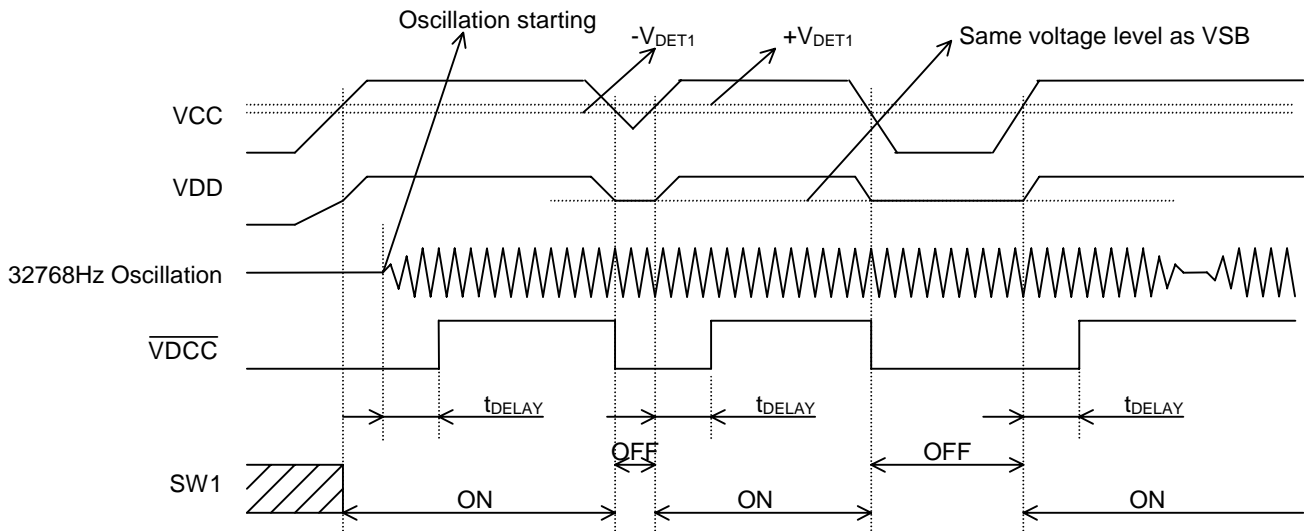 Oscillation starting
-VDET1
+VDET1
Same voltage level as VSB
VCC
VDD
32768Hz Oscillation
VDCC
tDELAY
tDELAY
tDELAY
OFF
OFF
SW1
ON
ON
ON